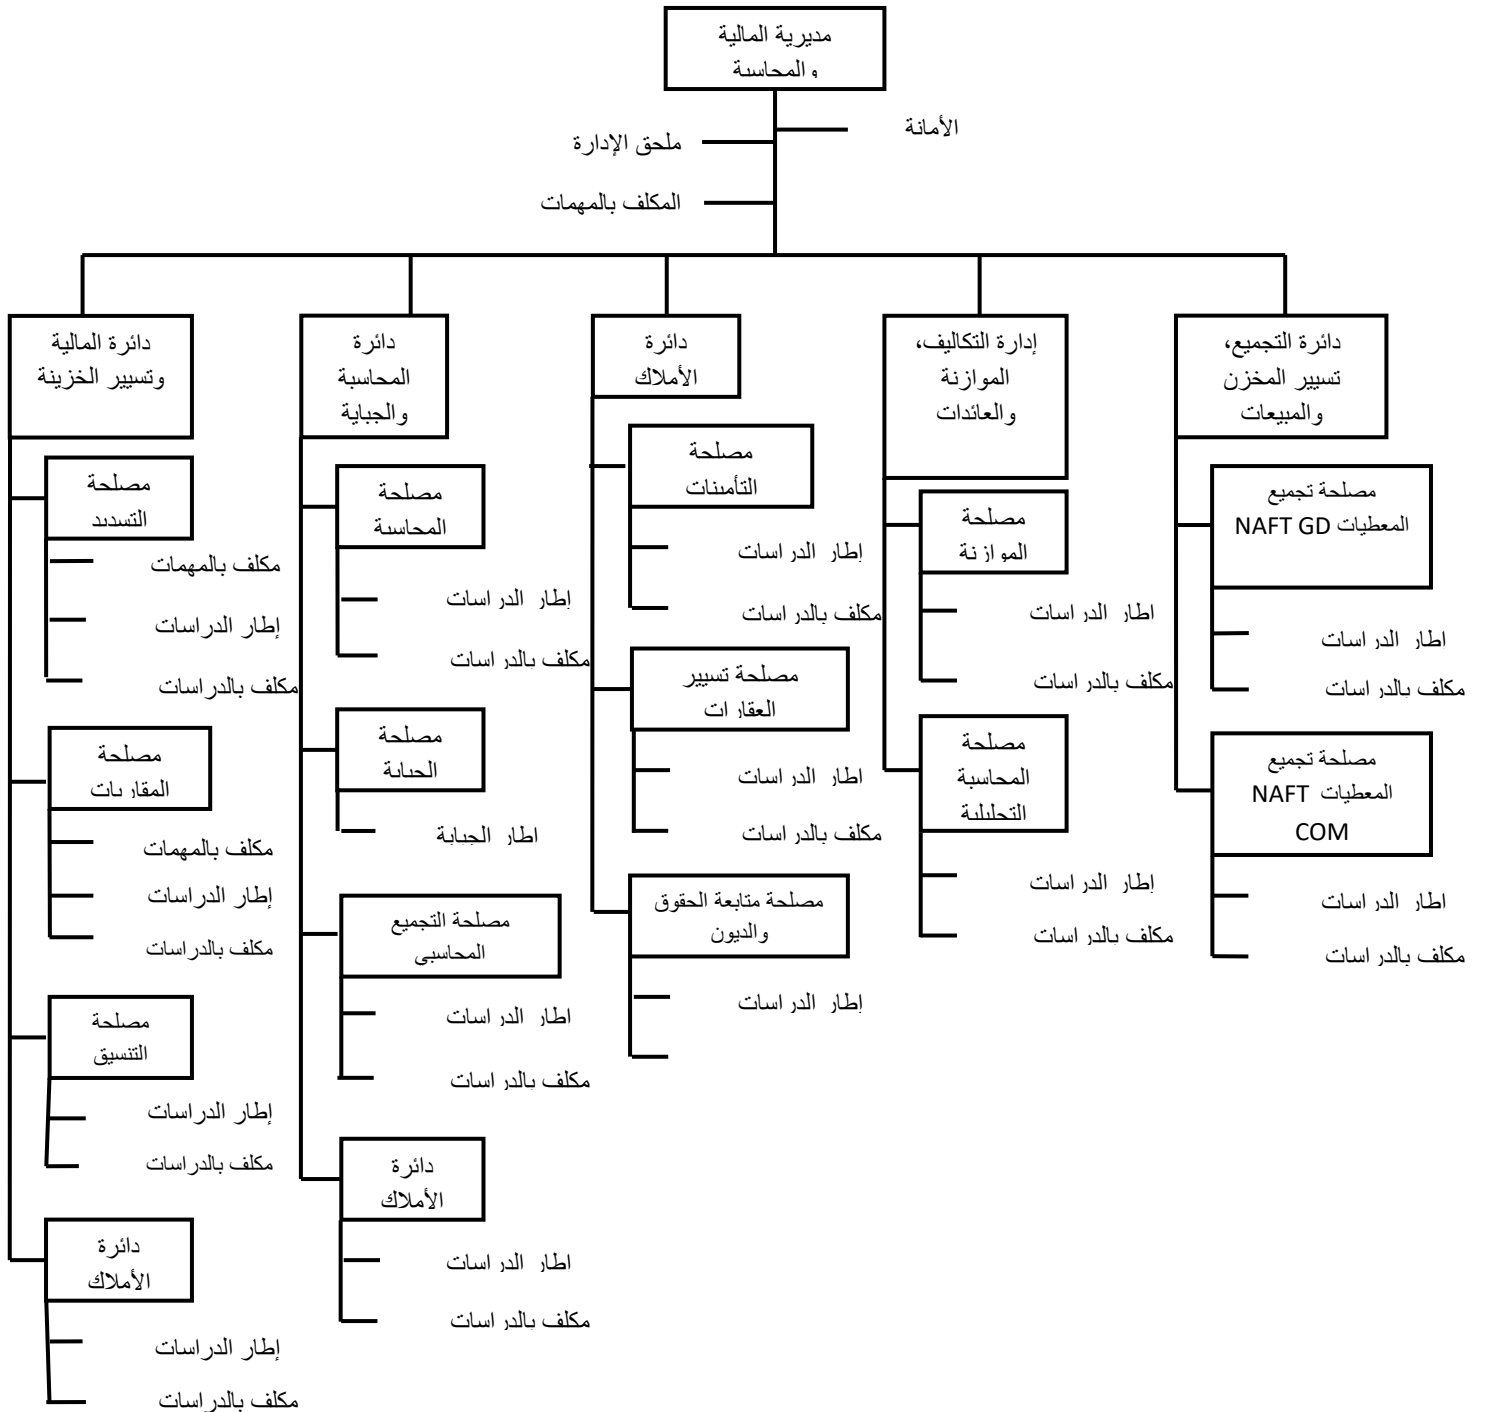 مديرية المالية
والمحاسبة
الأمانة
ملحق الإدارة
المكلف بالمهمات
دائرة التجميع،
تسيير المخزن
والمبيعات
مصلحة تجميع
المعطيات NAFT GD
اطار الدراسات
مكلف بالدراسات
مصلحة تجميع
المعطيات NAFT
COM
اطار الدراسات
مكلف بالدراسات
إدارة التكاليف،
الموازنة
والعائدات
مصلحة
الموازنة
اطار الدراسات
مكلف بالدراسات
مصلحة
المحاسبة
التحليلية
إطار الدراسات
مكلف بالدراسات
دائرة
الأملاك
مصلحة
التأمينات
إطار الدراسات
مكلف بالدراسات
مصلحة تسيير
العقارات
اطار الدراسات
مكلف بالدراسات
مصلحة متابعة الحقوق
والديون
إطار الدراسات
دائرة
المحاسبة
والجباية
مصلحة
المحاسبة
إطار الدراسات
مكلف بالدراسات
مصلحة
الجباية
اطار الجباية
مصلحة التجميع
المحاسبي
اطار الدراسات
مكلف بالدراسات
دائرة
الأملاك
اطار الدراسات
مكلف بالدراسات
دائرة المالية
وتسيير الخزينة
مصلحة
التسديد
مكلف بالمهمات
إطار الدراسات
مكلف بالدراسات
مصلحة
المقاربات
مكلف بالمهمات
إطار الدراسات
مكلف بالدراسات
مصلحة
التنسيق
إطار الدراسات
مكلف بالدراسات
دائرة
الأملاك
إطار الدراسات
مكلف بالدراسات